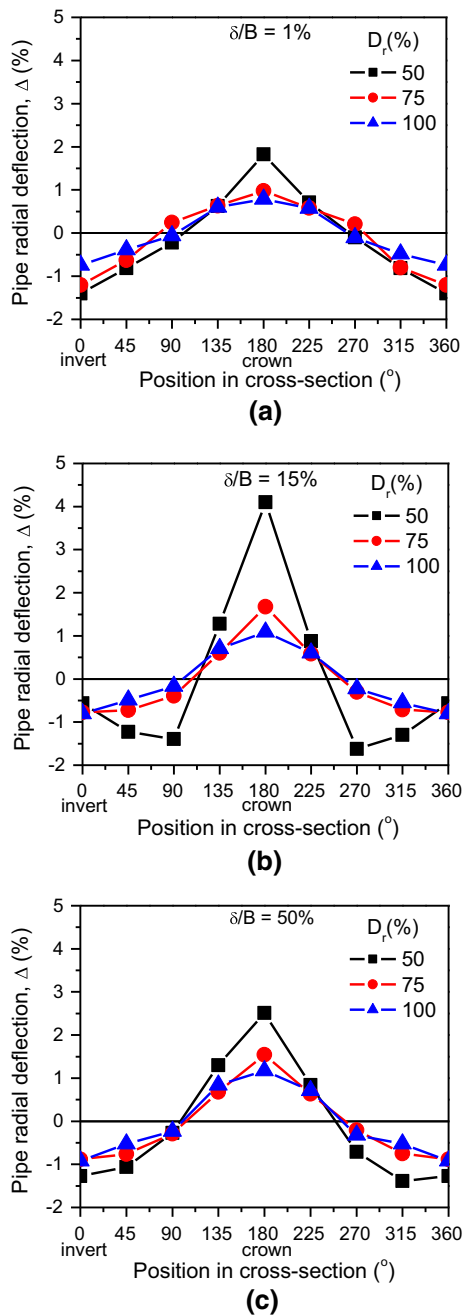 5
δ/B = 1%
Dr(%)
4
50
3
75
2
100
1
0
-1
-2
0 45 90 135 180 225 270 315 360
invert crown
Pipe radial deflection, Δ (%)
Position in cross-section (°)
(a)
5
δ/B = 15%
Dr(%)
4
50
3
75
2
100
1
0
-1
-2
0 45 90 135 180 225 270 315 360
invert crown
Pipe radial deflection, Δ (%)
Position in cross-section (°)
(b)
5
δ/B = 50%
Dr(%)
4
50
3
75
2
100
1
0
-1
-2
0 45 90 135 180 225 270 315 360
invert crown
Pipe radial deflection, Δ (%)
Position in cross-section (°)
(c)